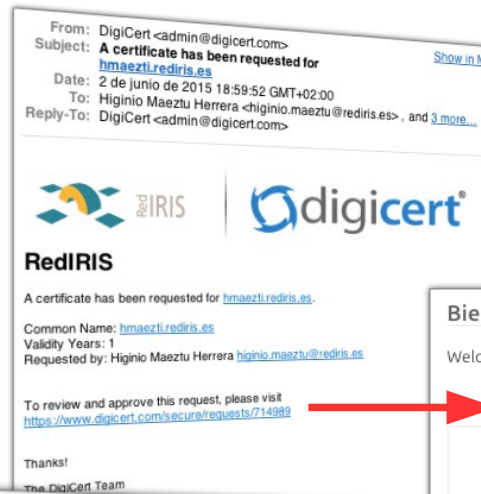 From: DigiCert <admin@digicert.com>
Subject: A certificate has been requested for
hmaezti.rediris.es
Show in M
Date: 2 de junio de 2015 18:59:52 GMT+02:00
To: Higinio Maeztu Herrera <higinio.maeztu@rediris.es>, and 3 more...
Reply-To: DigiCert <admin@digicert.com>
RedIRIS
digicert®
RedIRIS
A certificate has been requested for hmaezti.rediris.es.
Common Name: hmaezti.rediris.es
Validity Years: 1
Requested by: Higinio Maeztu Herrera higinio.maeztu@rediris.es
To review and approve this request, please visit
https://www.digicert.com/secure/requests/714989
Thanks!
The DigiCert Team
Bie
Welc